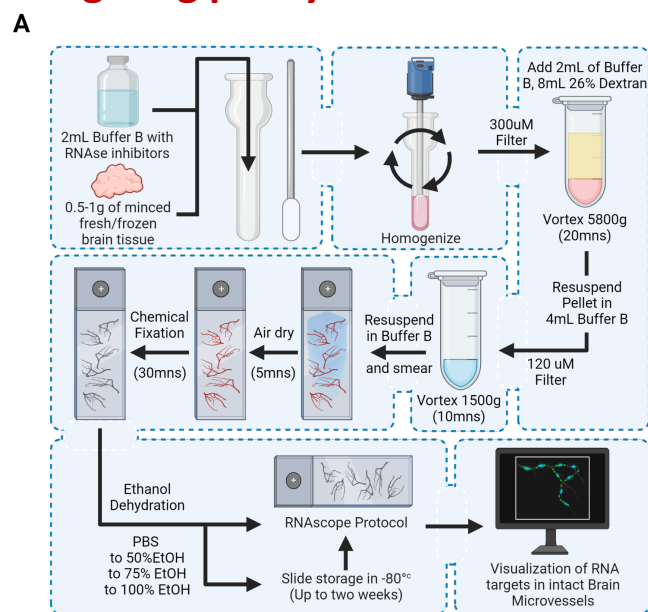 A
2mL Buffer B with
RNAse inhibitors
0.5-1g of minced
fresh/frozen
brain tissue
Homogenize
300uM
Filter
Add 2mL of Buffer
B, 8mL 26% Dextran
Vortex 5800g
(20mns)
Resuspend
Pellet in
4mL Buffer B
120 uM
Filter
Vortex 1500g
(10mns)
Resuspend
in Buffer B
and smear
Air dry
(5mns)
Chemical
Fixation
(30mns)
Ethanol
Dehydration
PBS
to 50%EtOH
to 75% EtOH
to 100% EtOH
RNAscope Protocol
Slide storage in -80°c
(Up to two weeks)
Visualization of RNA
targets in intact Brain
Microvessels